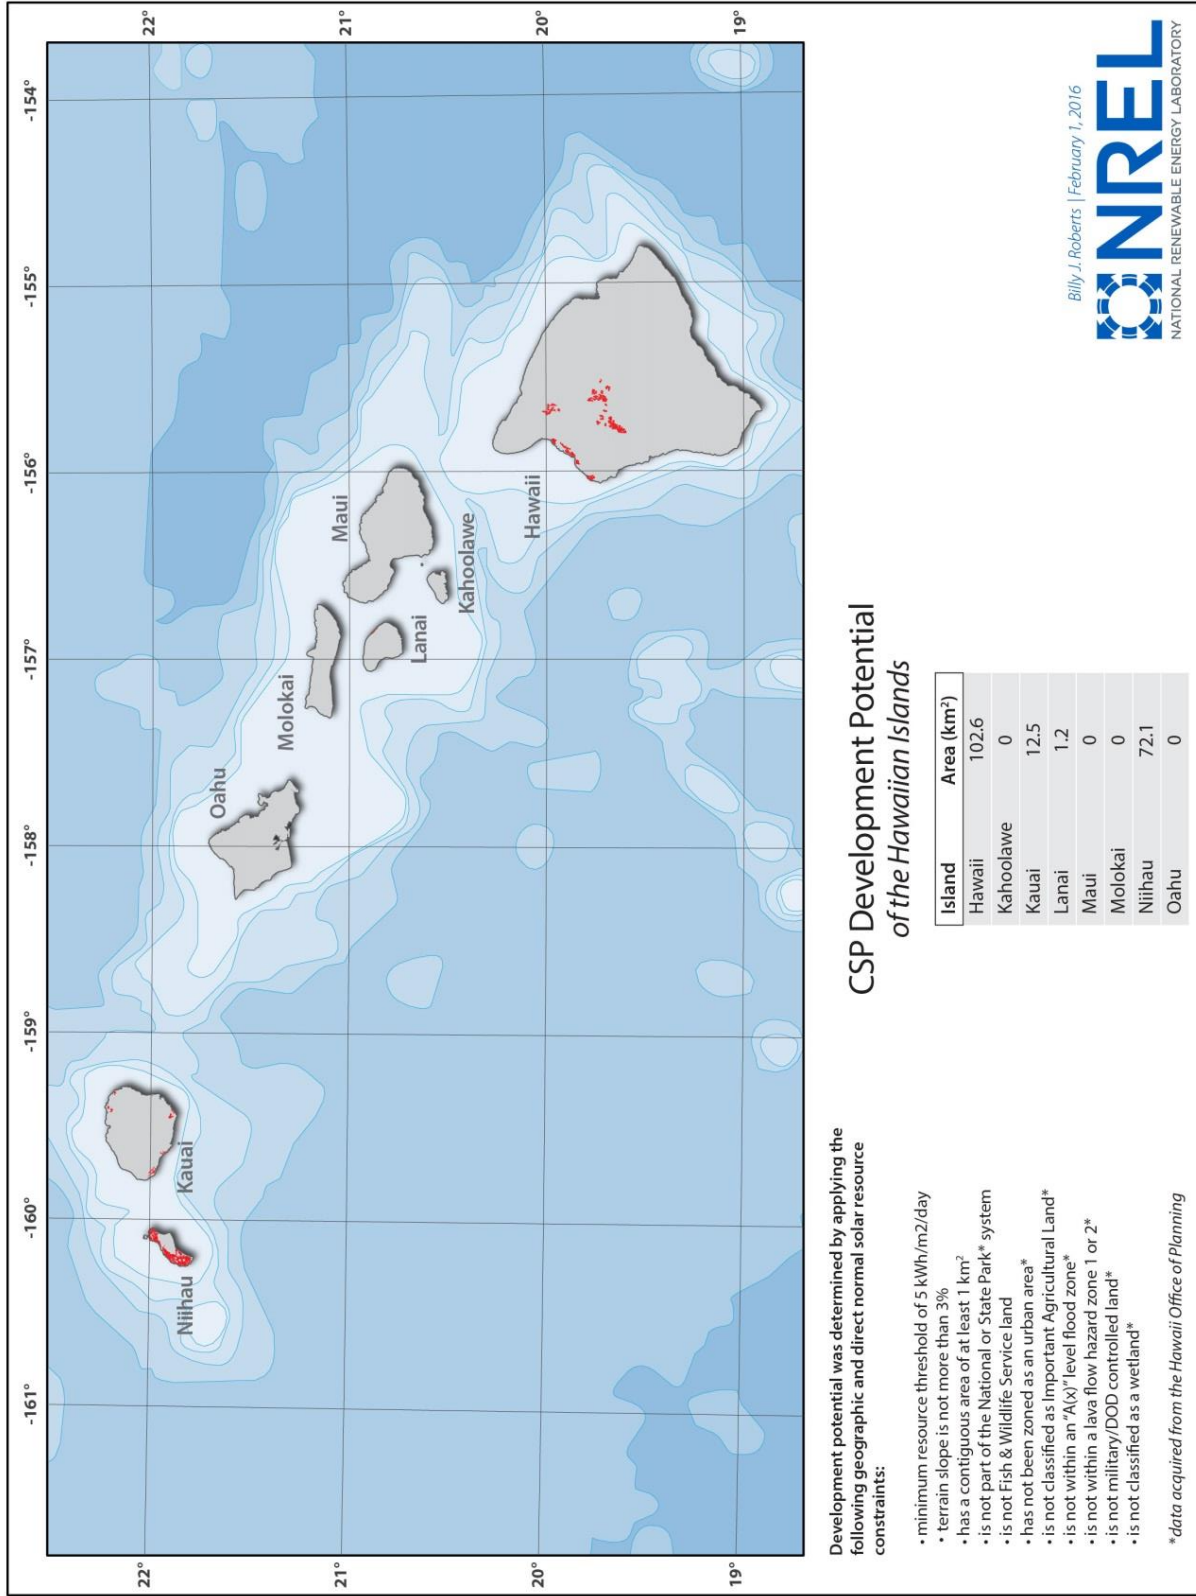 -161°
-160°
-159°
-158°
-157°
-156°
-155°
-154°
22°
22°
21°
21°
20°
20°
19°
19°
Niihau
Kauai
Oahu
Molokai
Lanai
Maui
Kahoolawe
Hawaii
Development potential was determined by applying the
following geographic and direct normal solar resource
constraints:
• minimum resource threshold of 5 kWh/m2/day
• terrain slope is not more than 3%
• has a contiguous area of at least 1 km²
• is not part of the National or State Park* system
• is not Fish & Wildlife Service land
• has not been zoned as an urban area*
• is not classified as Important Agricultural Land*
• is not within an "A(x)" level flood zone*
• is not within a lava flow hazard zone 1 or 2*
• is not military/DOD controlled land*
• is not classified as a wetland*
*data acquired from the Hawaii Office of Planning
CSP Development Potential
of the Hawaiian Islands
Island Area (km²)
Hawaii 102.6
Kahoolawe 0
Kauai 12.5
Lanai 1.2
Maui 0
Molokai 0
Niihau 72.1
Oahu 0
Billy J. Roberts | February 1, 2016
NREL
NATIONAL RENEWABLE ENERGY LABORATORY